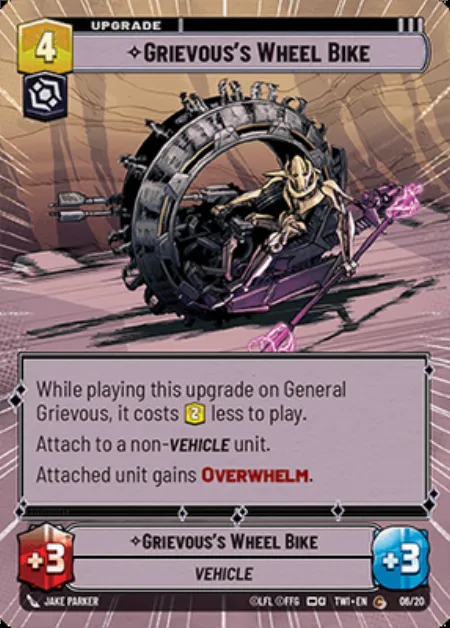 UPGRADE
4
GRIEVOUS'S WHEEL BIKE
While playing this upgrade on General
Grievous, it costs 2 less to play.
Attach to a non-VEHICLE unit.
Attached unit gains OVERWHELM.
+3
GRIEVOUS'S WHEEL BIKE
+3
VEHICLE
JAKE PARKER
©LFL ©FFG
TWI•EN
G
06/20